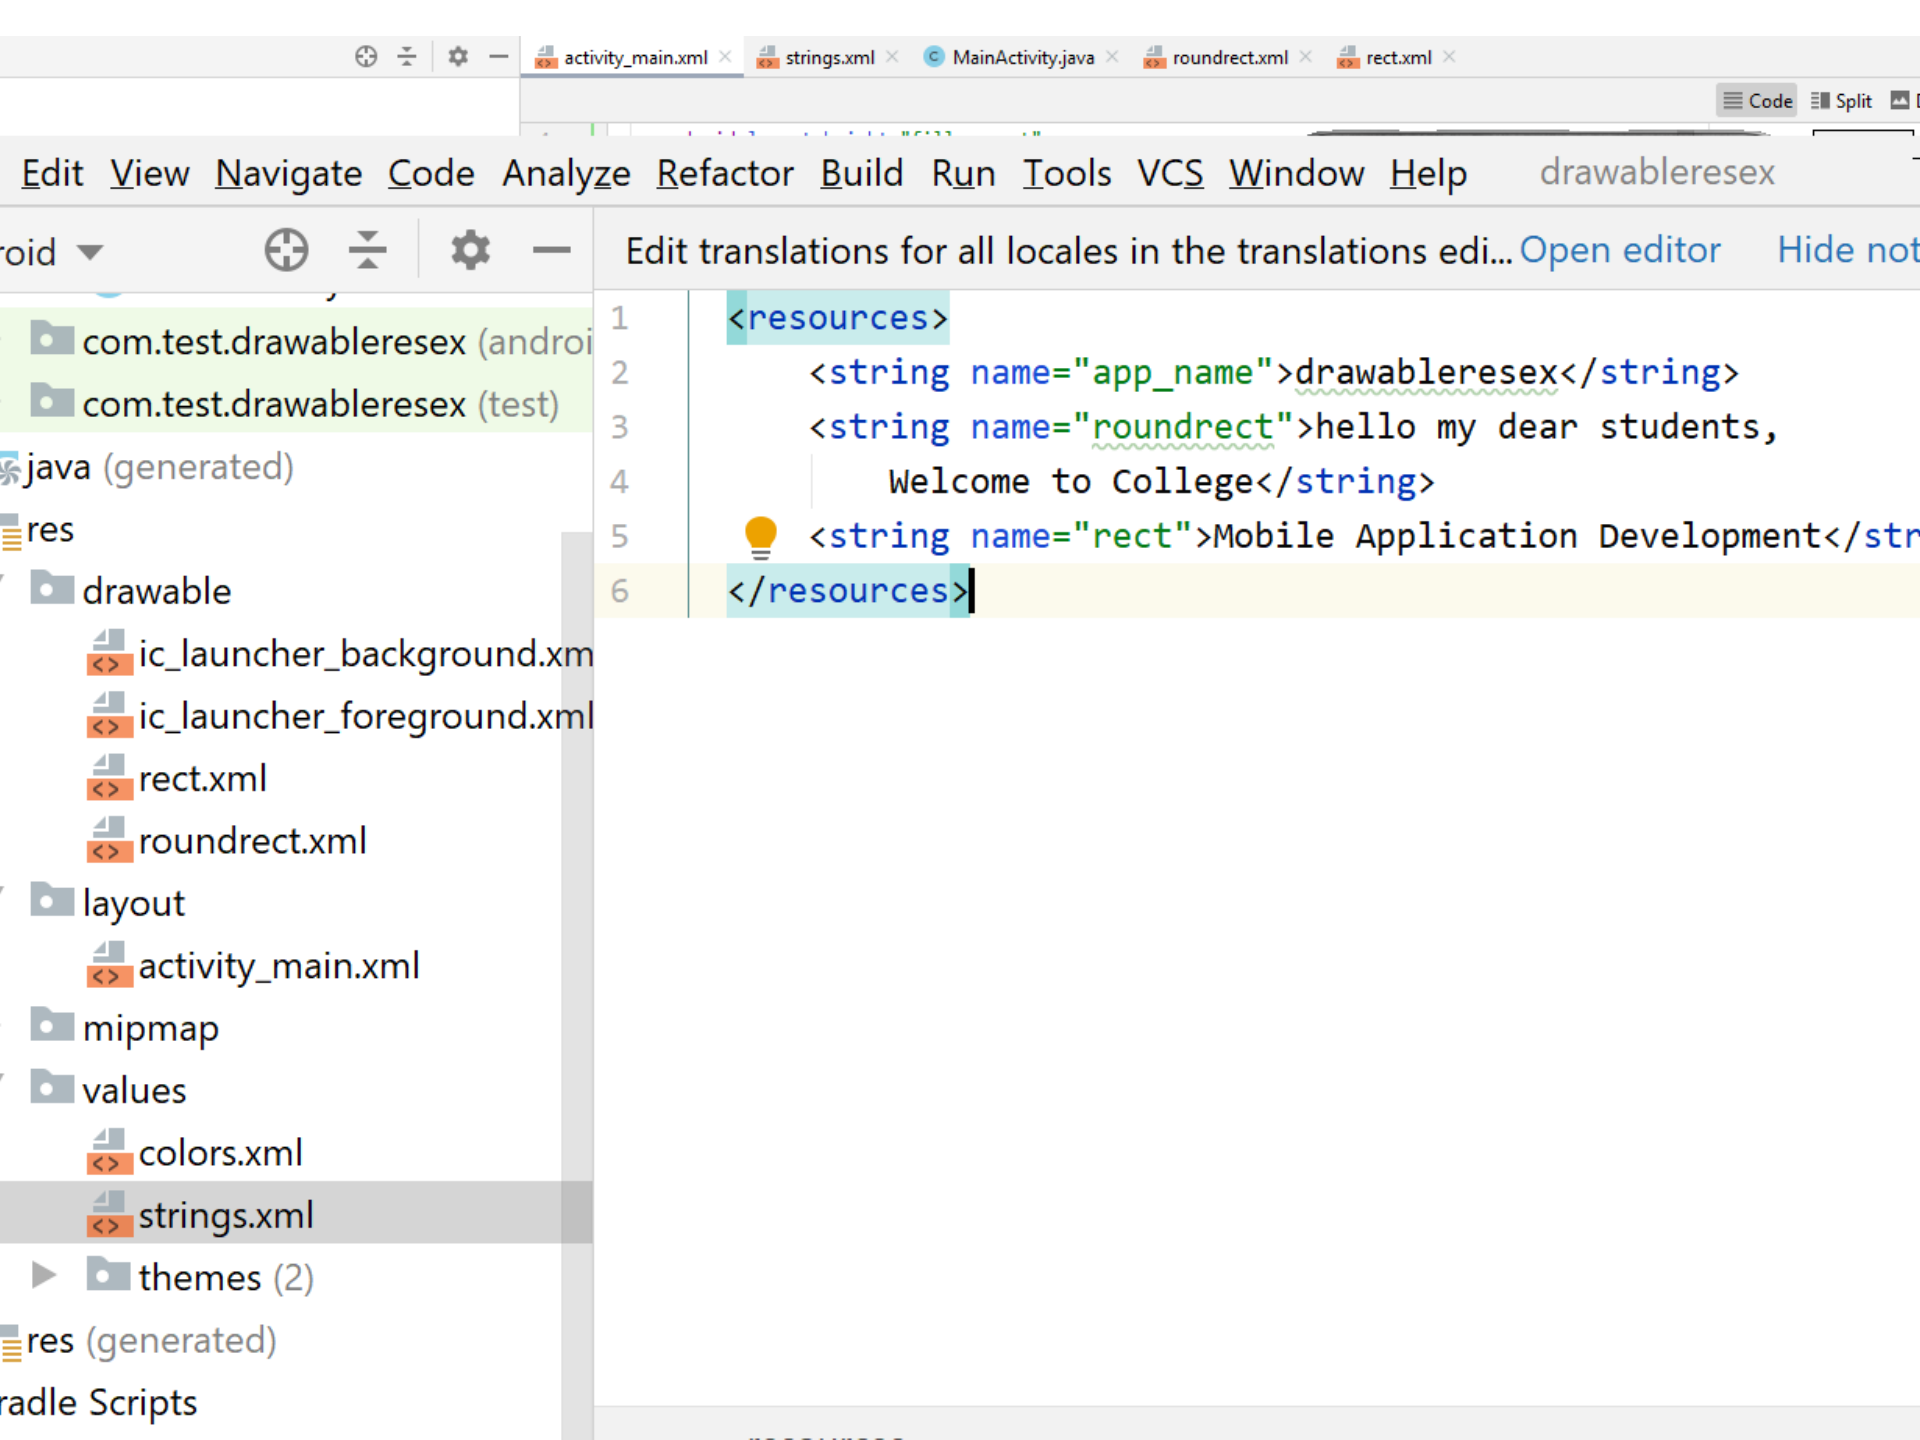 activity_main.xml strings.xml MainActivity.java roundrect.xml rect.xml
Code Split
Edit View Navigate Code Analyze Refactor Build Run Tools VCS Window Help drawableresex
roid Edit translations for all locales in the translations edi... Open editor Hide not
com.test.drawableresex (androi
com.test.drawableresex (test)
java (generated)
res
drawable
ic_launcher_background.xm
ic_launcher_foreground.xml
rect.xml
roundrect.xml
layout
activity_main.xml
mipmap
values
colors.xml
strings.xml
themes (2)
res (generated)
radle Scripts
1 <resources>
2 <string name="app_name">drawableresex</string>
3 <string name="roundrect">hello my dear students,
4 Welcome to College</string>
5 <string name="rect">Mobile Application Development</str
6 </resources>